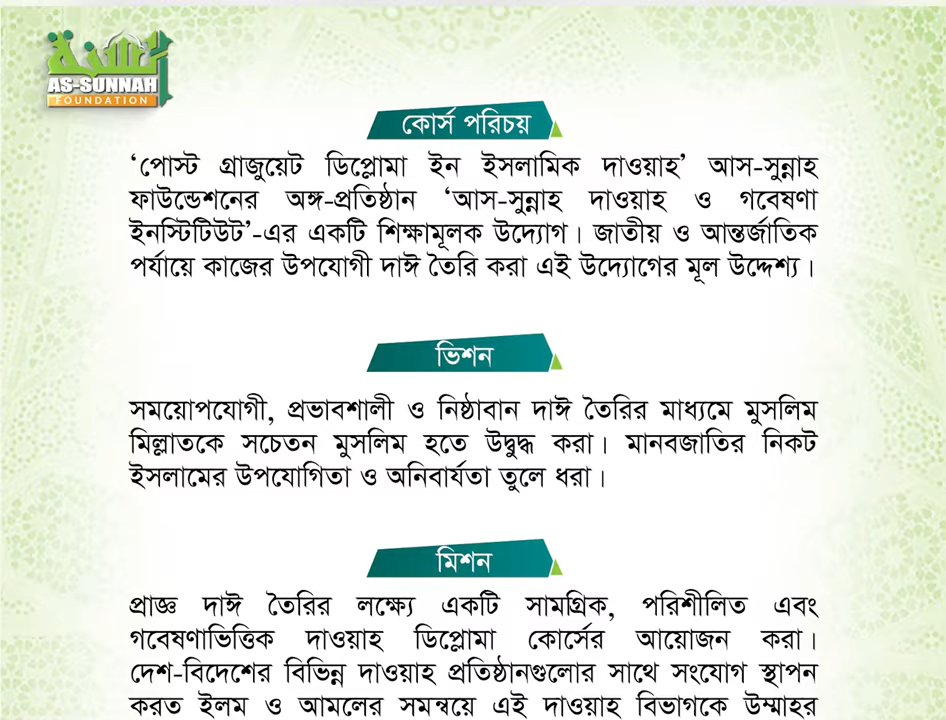 سنة
AS-SUNNAH
FOUNDATION
কোর্স পরিচয়
‘পোস্ট গ্রাজুয়েট ডিপ্লোমা ইন ইসলামিক দাওয়াহ’ আস-সুন্নাহ
ফাউন্ডেশনের অঙ্গ-প্রতিষ্ঠান ‘আস-সুন্নাহ দাওয়াহ ও গবেষণা
ইনস্টিটিউট’-এর একটি শিক্ষামূলক উদ্যোগ। জাতীয় ও আন্তর্জাতিক
পর্যায়ে কাজের উপযোগী দাঈ তৈরি করা এই উদ্যোগের মূল উদ্দেশ্য।
ভিশন
সময়োপযোগী, প্রভাবশালী ও নিষ্ঠাবান দাঈ তৈরির মাধ্যমে মুসলিম
মিল্লাতকে সচেতন মুসলিম হতে উদ্বুদ্ধ করা। মানবজাতির নিকট
ইসলামের উপযোগিতা ও অনিবার্যতা তুলে ধরা।
মিশন
প্রাজ্ঞ দাঈ তৈরির লক্ষ্যে একটি সামগ্রিক, পরিশীলিত এবং
গবেষণাভিত্তিক দাওয়াহ ডিপ্লোমা কোর্সের আয়োজন করা।
দেশ-বিদেশের বিভিন্ন দাওয়াহ প্রতিষ্ঠানগুলোর সাথে সংযোগ স্থাপন
করত ইলম ও আমলের সমন্বয়ে এই দাওয়াহ বিভাগকে উম্মাহর